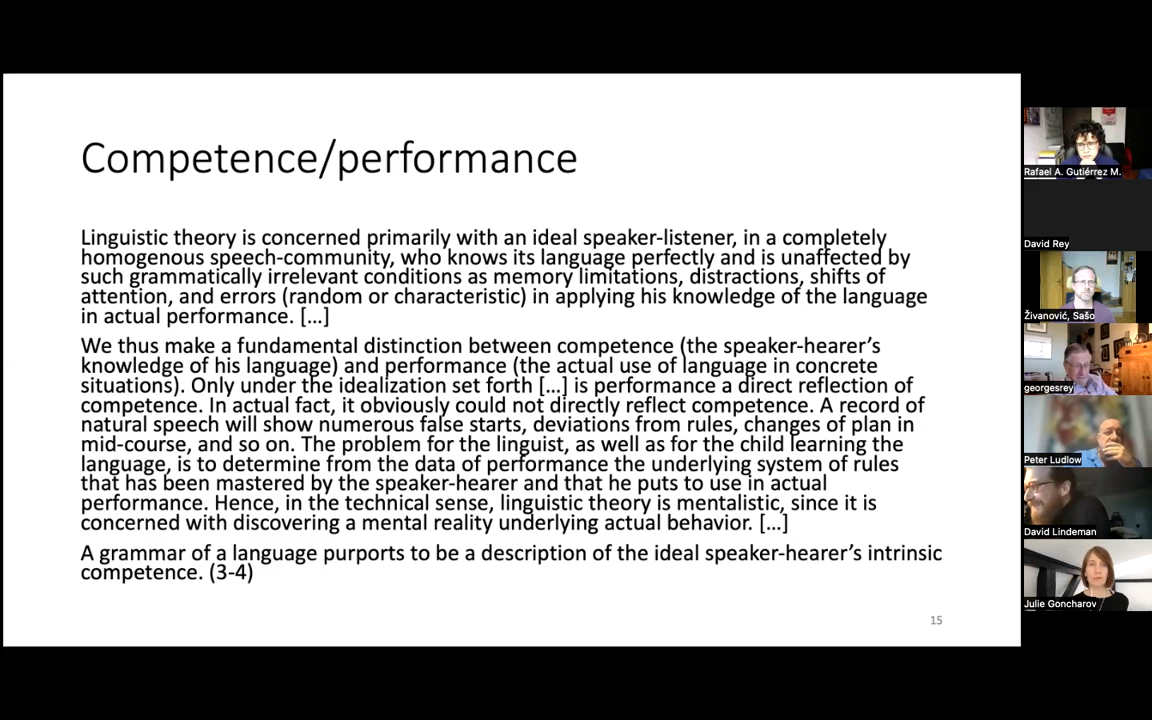 Competence/performance
Linguistic theory is concerned primarily with an ideal speaker-listener, in a completely
homogenous speech-community, who knows its language perfectly and is unaffected by
such grammatically irrelevant conditions as memory limitations, distractions, shifts of
attention, and errors (random or characteristic) in applying his knowledge of the language
in actual performance. […]
We thus make a fundamental distinction between competence (the speaker-hearer’s
knowledge of his language) and performance (the actual use of language in concrete
situations). Only under the idealization set forth […] is performance a direct reflection of
competence. In actual fact, it obviously could not directly reflect competence. A record of
natural speech will show numerous false starts, deviations from rules, changes of plan in
mid-course, and so on. The problem for the linguist, as well as for the child learning the
language, is to determine from the data of performance the underlying system of rules
that has been mastered by the speaker-hearer and that he puts to use in actual
performance. Hence, in the technical sense, linguistic theory is mentalistic, since it is
concerned with discovering a mental reality underlying actual behavior. […]
A grammar of a language purports to be a description of the ideal speaker-hearer’s intrinsic
competence. (3-4)
15
Rafael A. Gutiérrez M.
David Rey
Živanović, Sašo
georgesrey
Peter Ludlow
David Lindeman
Julie Goncharov